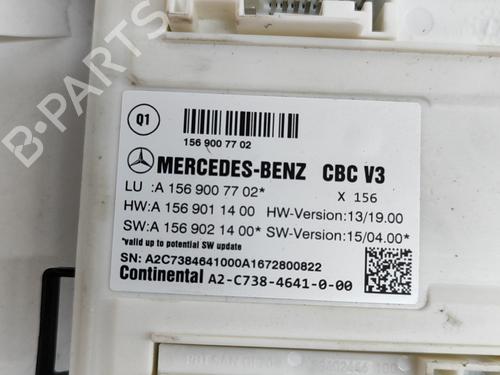 B-PARTS
Q1
156 900 77 02
MERCEDES-BENZ CBC V3
LU :A 156 900 77 02* X 156
HW:A 156 901 14 00 HW-Version:13/19.00
SW:A 156 902 14 00* SW-Version:15/04.00*
*valid up to potential SW update
SN: A2C7384641000A1672800822
Continental A2-C738-4641-0-00